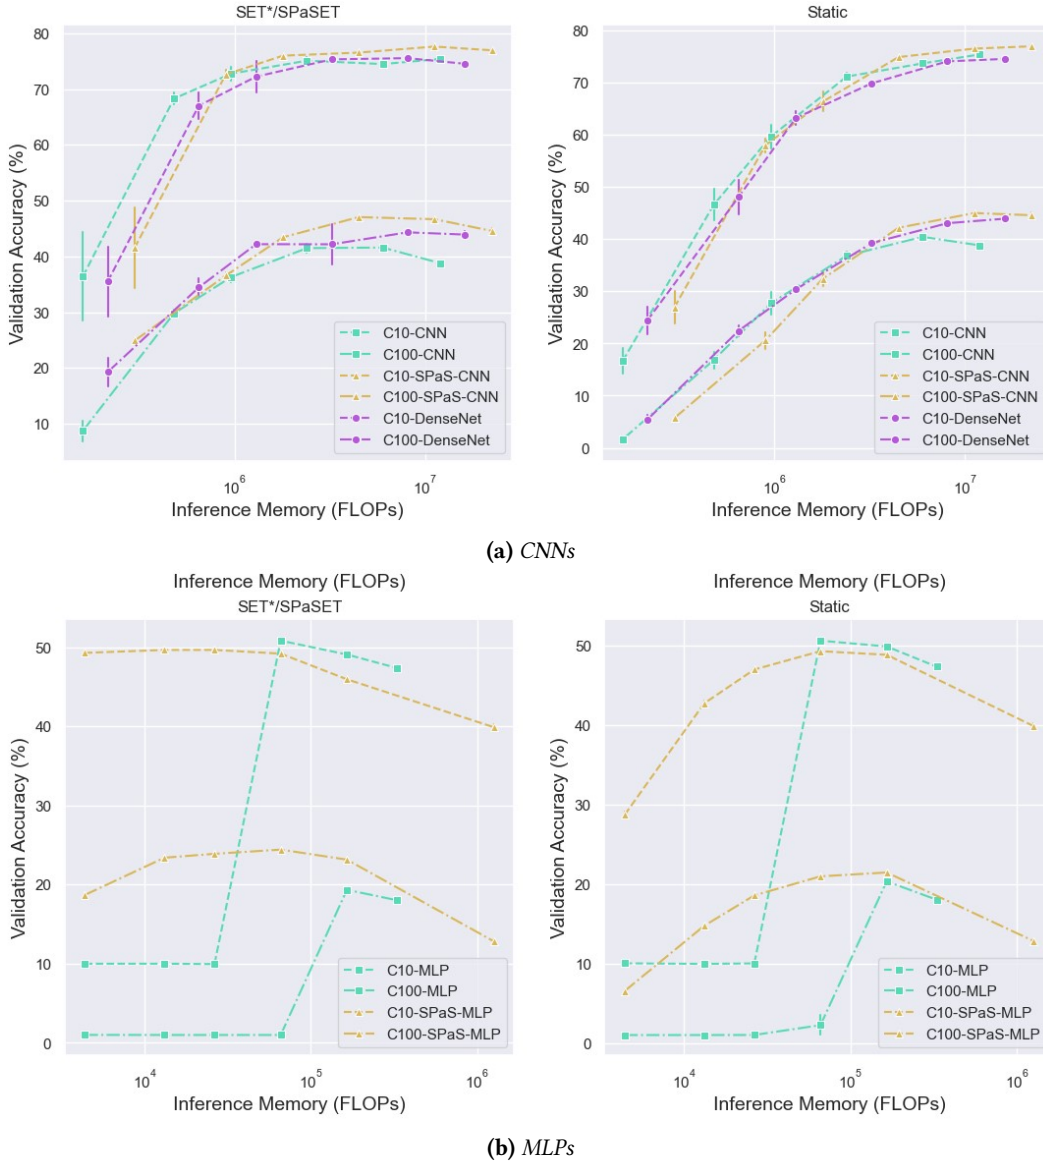 SET*/SPaSET
Validation Accuracy (%)
80
70
60
50
40
30
20
10
10^6
10^7
Inference Memory (FLOPs)
C10-CNN
C100-CNN
C10-SPaS-CNN
C100-SPaS-CNN
C10-DenseNet
C100-DenseNet
Static
Validation Accuracy (%)
80
70
60
50
40
30
20
10
0
10^6
10^7
Inference Memory (FLOPs)
C10-CNN
C100-CNN
C10-SPaS-CNN
C100-SPaS-CNN
C10-DenseNet
C100-DenseNet
(a) CNNs
Inference Memory (FLOPs)
SET*/SPaSET
Validation Accuracy (%)
50
40
30
20
10
0
10^4
10^5
10^6
Inference Memory (FLOPs)
C10-MLP
C100-MLP
C10-SPaS-MLP
C100-SPaS-MLP
Inference Memory (FLOPs)
Static
Validation Accuracy (%)
50
40
30
20
10
0
10^4
10^5
10^6
Inference Memory (FLOPs)
C10-MLP
C100-MLP
C10-SPaS-MLP
C100-SPaS-MLP
(b) MLPs